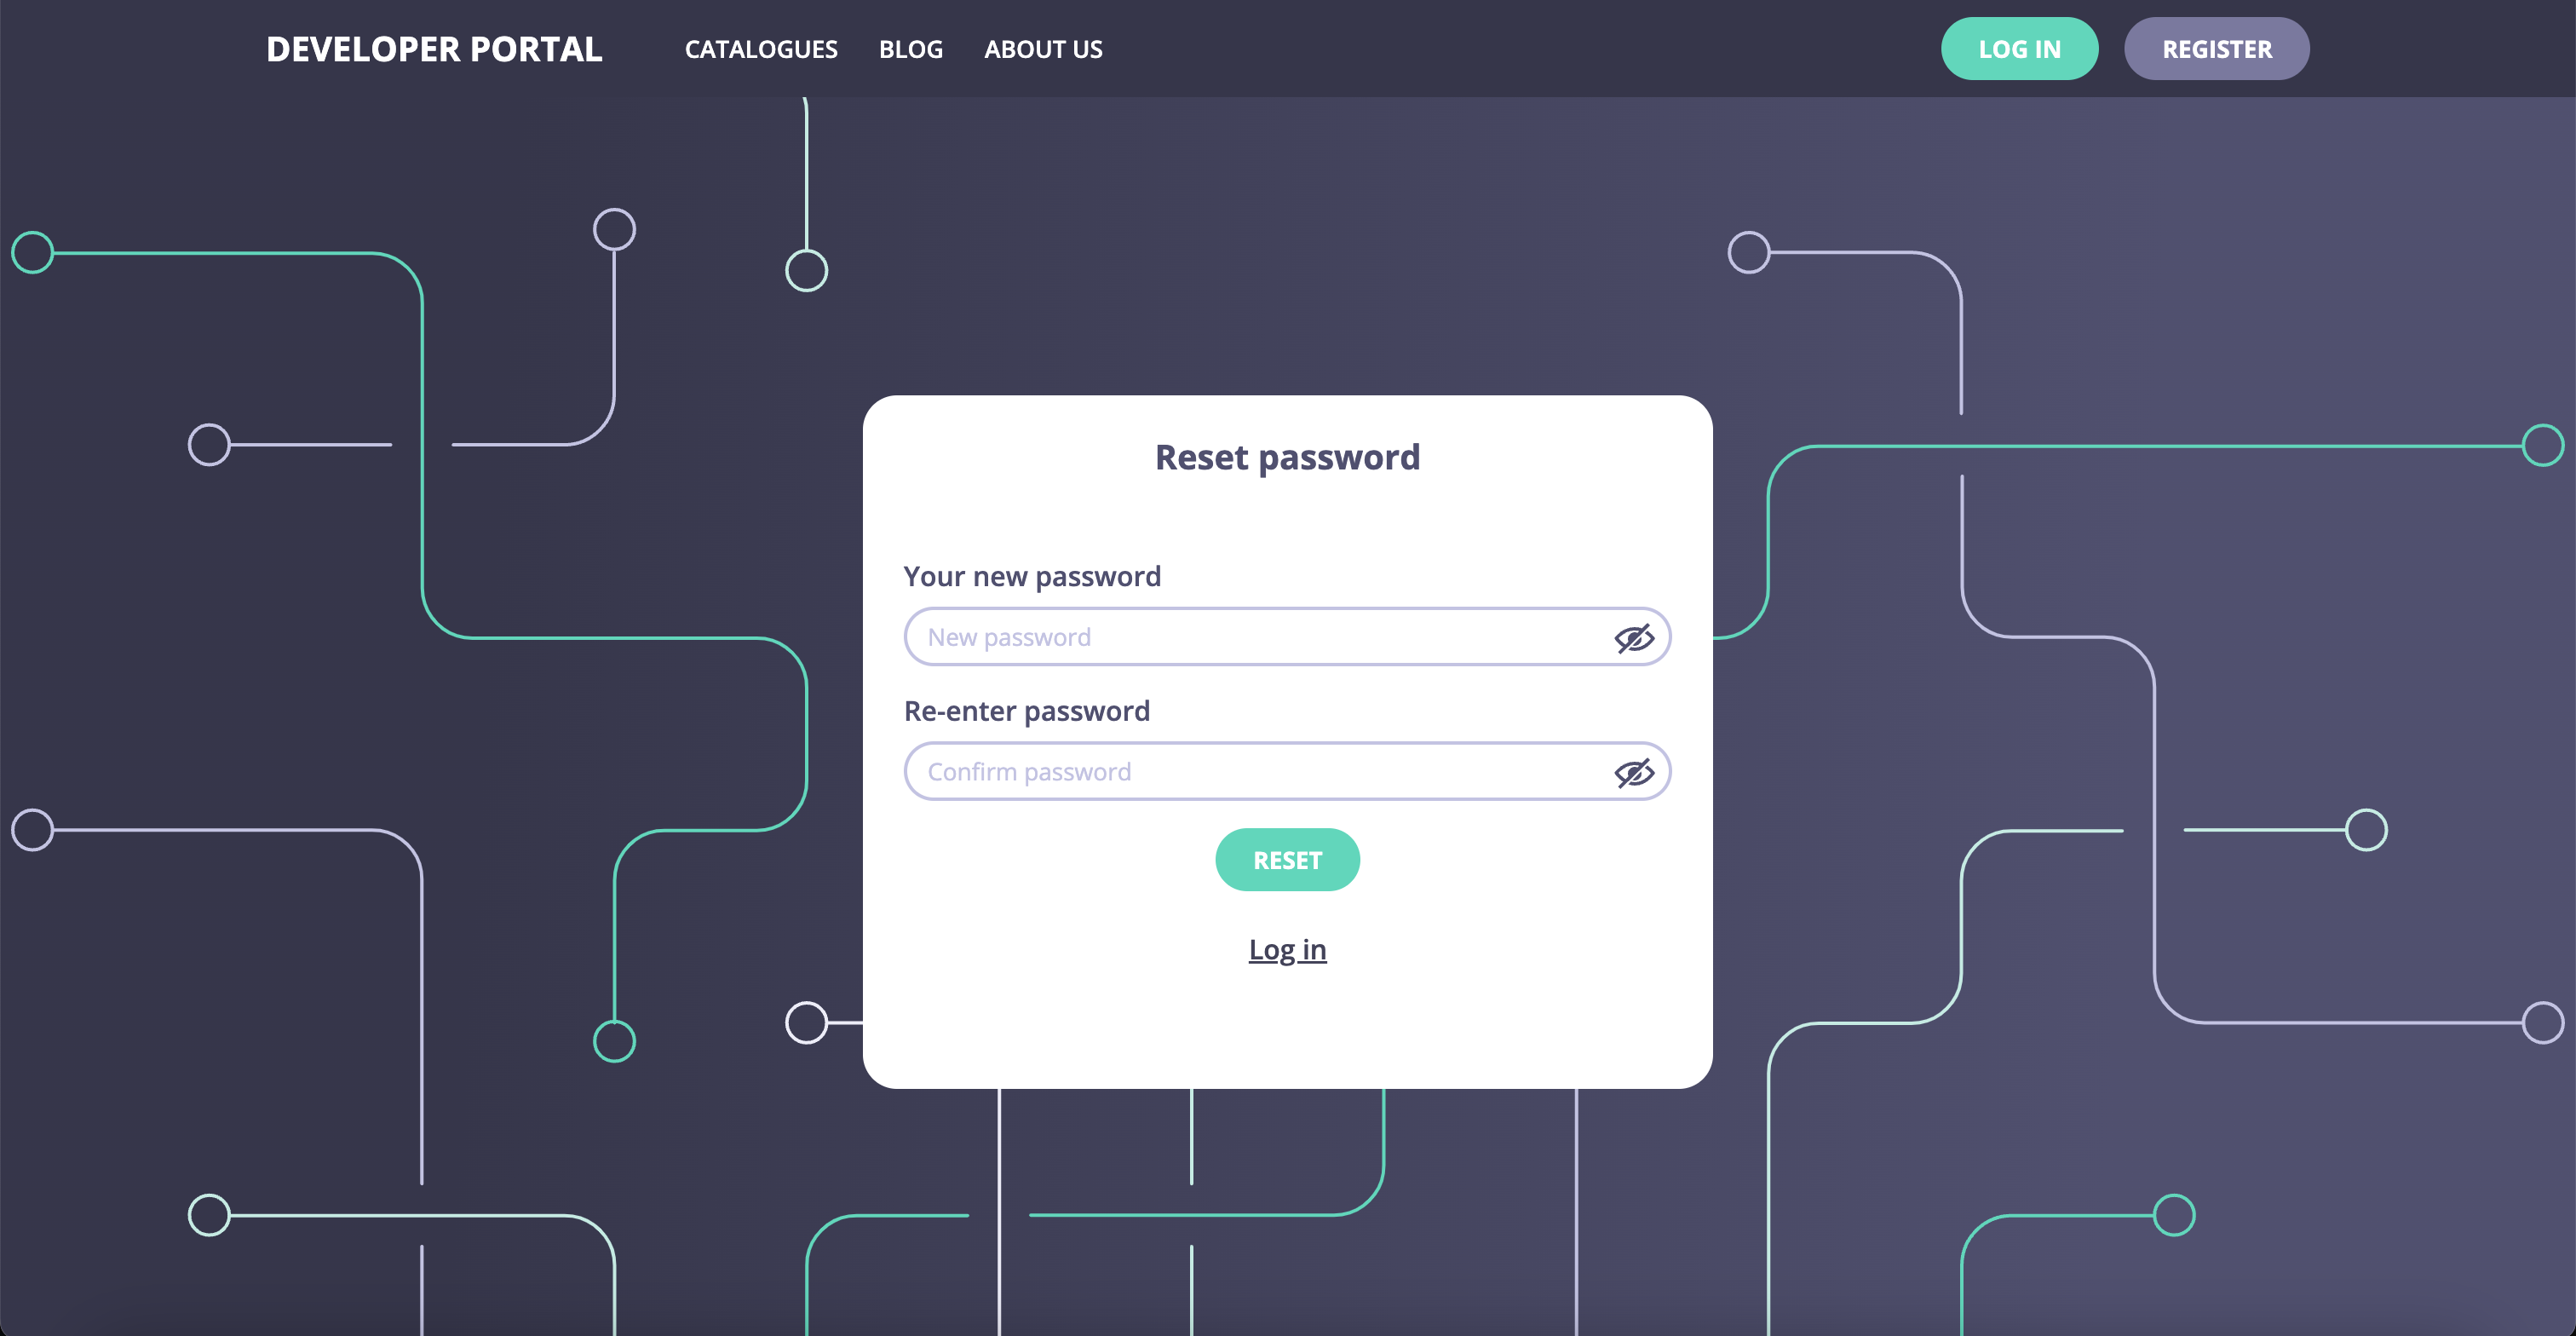 DEVELOPER PORTAL CATALOGUES BLOG ABOUT US LOG IN REGISTER
Reset password
Your new password
New password
Re-enter password
Confirm password
RESET
Log in